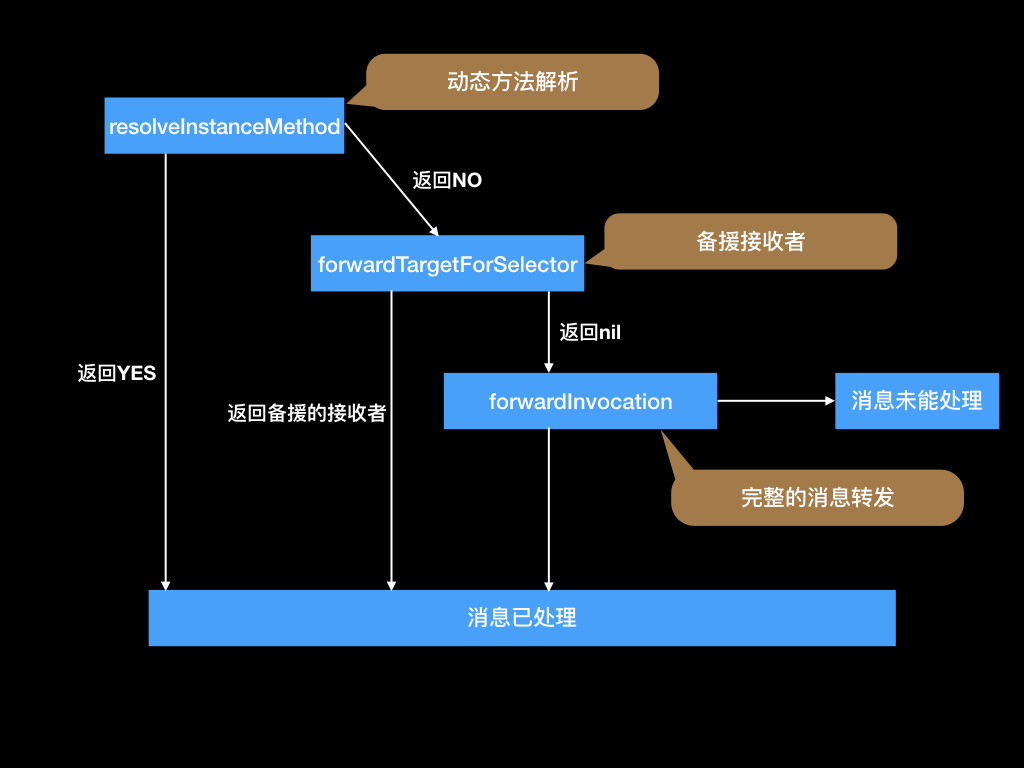 动态方法解析
resolveInstanceMethod
返回NO
备援接收者
forwardTargetForSelector
返回nil
返回YES
forwardInvocation
消息未能处理
返回备援的接收者
完整的消息转发
消息已处理